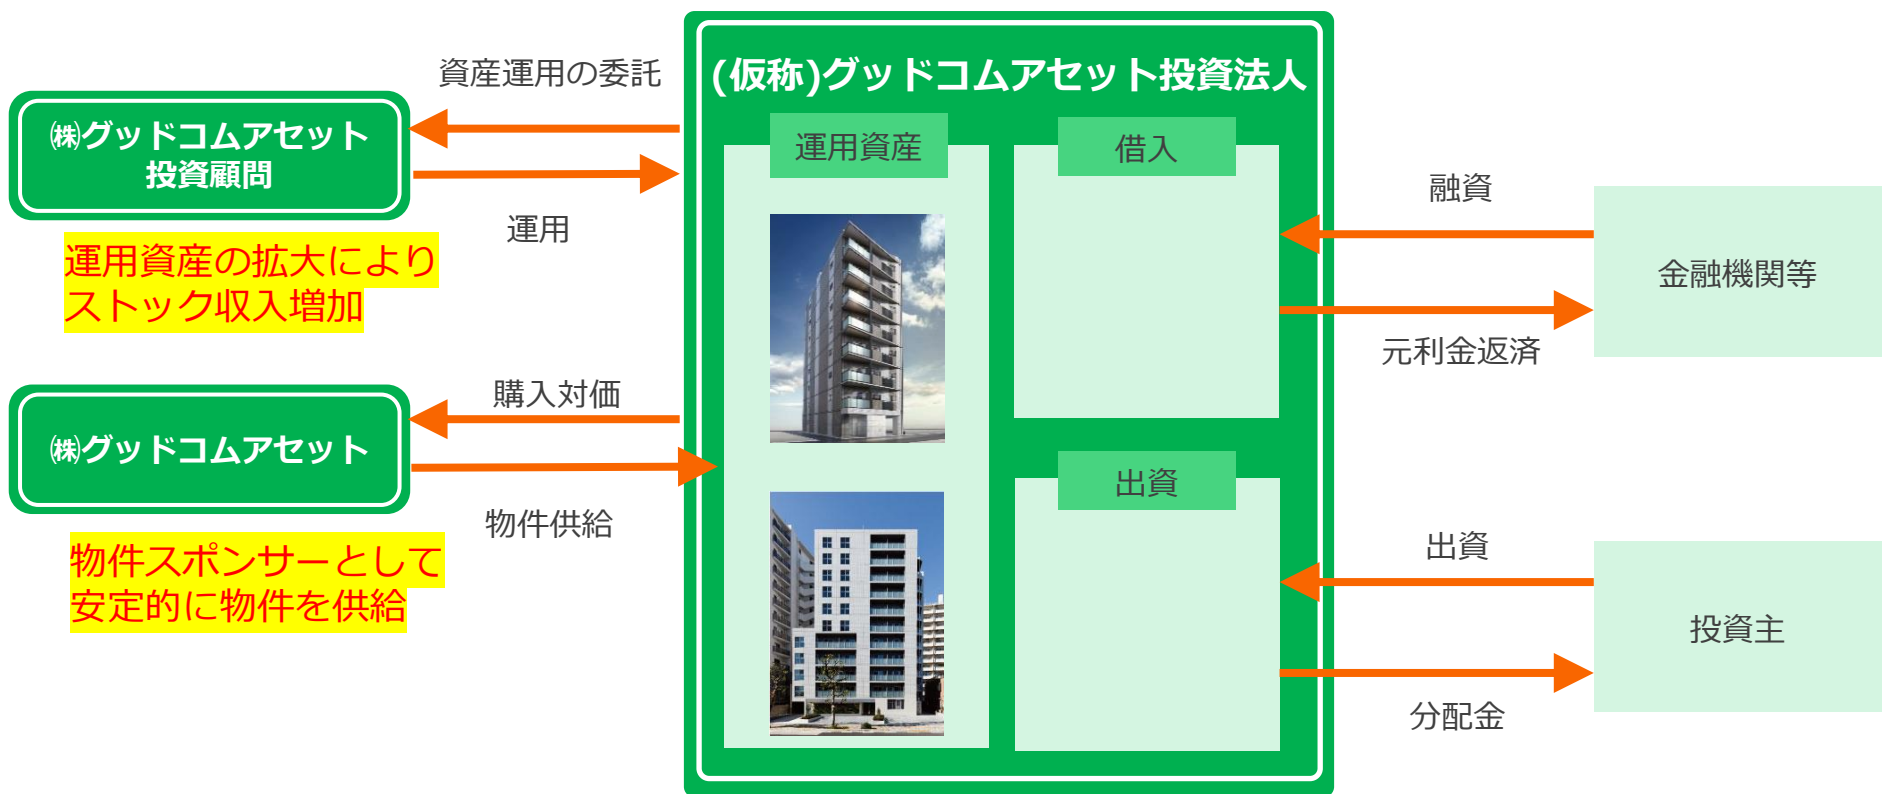 (仮称)グッドコムアセット投資法人
資産運用の委託
㈱グッドコムアセット
投資顧問
運用
運用資産の拡大により
ストック収入増加
購入対価
㈱グッドコムアセット
物件供給
物件スポンサーとして
安定的に物件を供給
運用資産
借入
出資
融資
金融機関等
元利金返済
出資
投資主
分配金